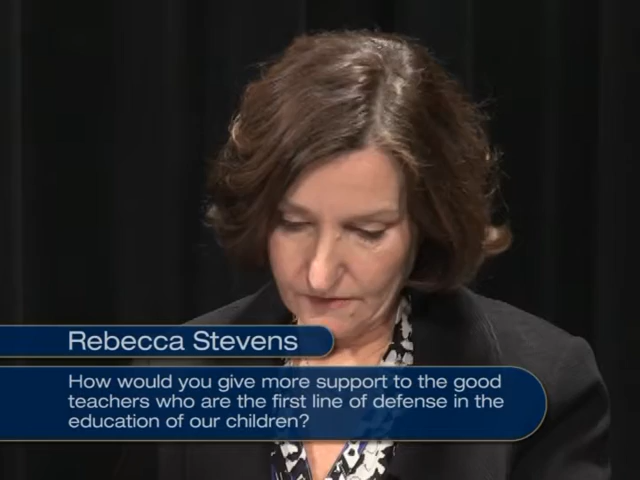 Rebecca Stevens
How would you give more support to the good
teachers who are the first line of defense in the
education of our children?